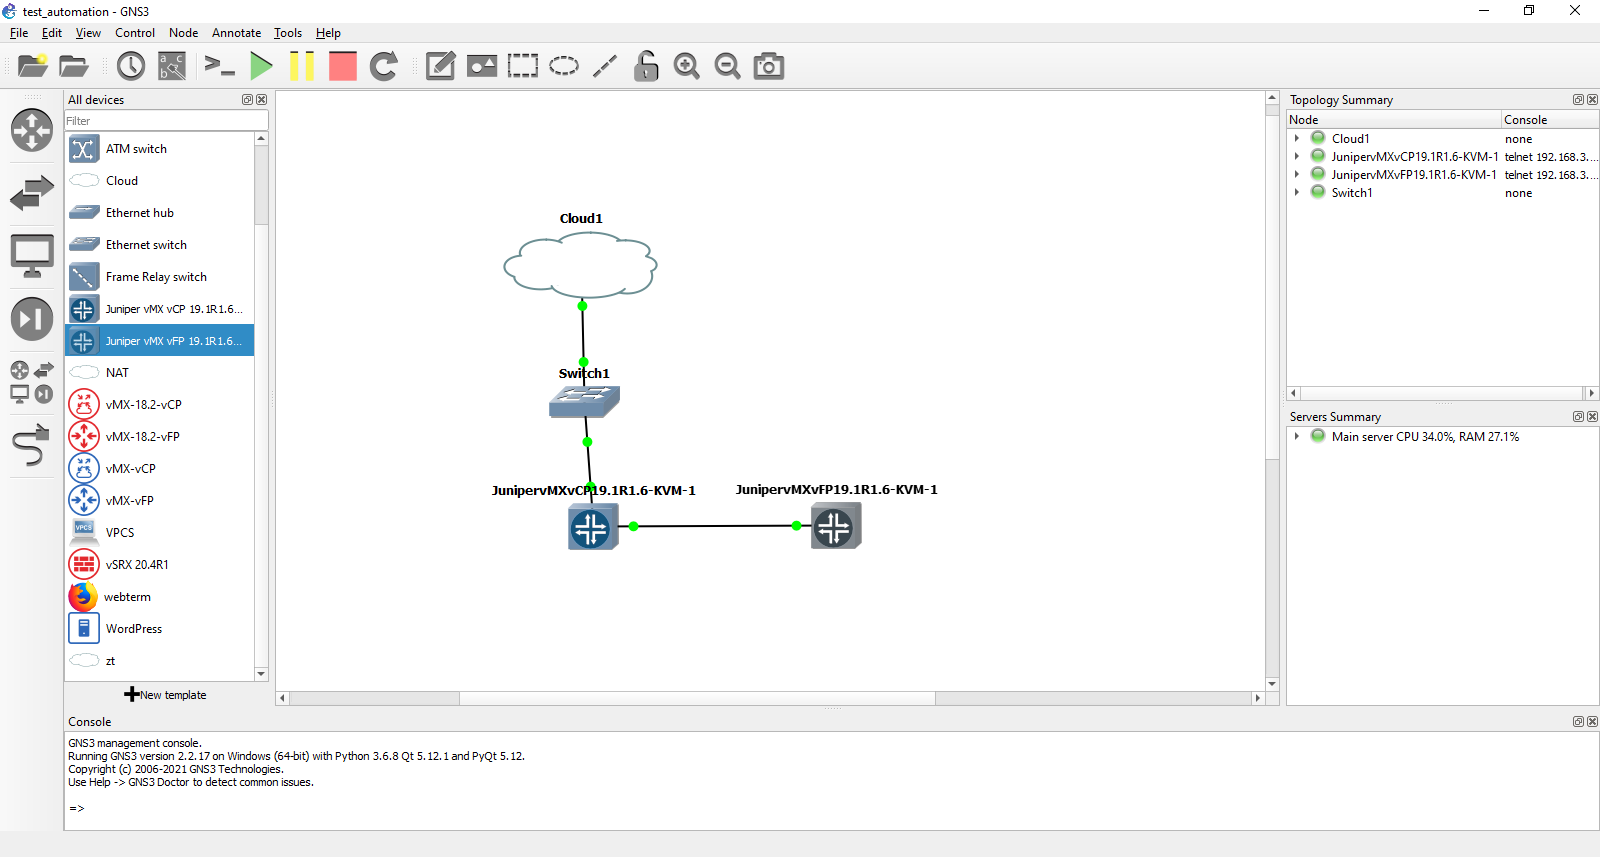 test_automation - GNS3
File Edit View Control Node Annotate Tools Help
All devices
Filter
ATM switch
Cloud
Ethernet hub
Ethernet switch
Frame Relay switch
Juniper vMX vCP 19.1R1.6...
Juniper vMX vFP 19.1R1.6...
NAT
vMX-18.2-vCP
vMX-18.2-vFP
vMX-vCP
vMX-vFP
VPCS
VPCS
vSRX 20.4R1
webterm
WordPress
zt
New template
Cloud1
Switch1
JunipervMXvCP19.1R1.6-KVM-1
JunipervMXvFP19.1R1.6-KVM-1
Topology Summary
Node Console
Cloud1 none
JunipervMXvCP19.1R1.6-KVM-1 telnet 192.168.3....
JunipervMXvFP19.1R1.6-KVM-1 telnet 192.168.3....
Switch1 none
Servers Summary
Main server CPU 34.0%, RAM 27.1%
Console
GNS3 management console.
Running GNS3 version 2.2.17 on Windows (64-bit) with Python 3.6.8 Qt 5.12.1 and PyQt 5.12.
Copyright (c) 2006-2021 GNS3 Technologies.
Use Help -> GNS3 Doctor to detect common issues.
=>